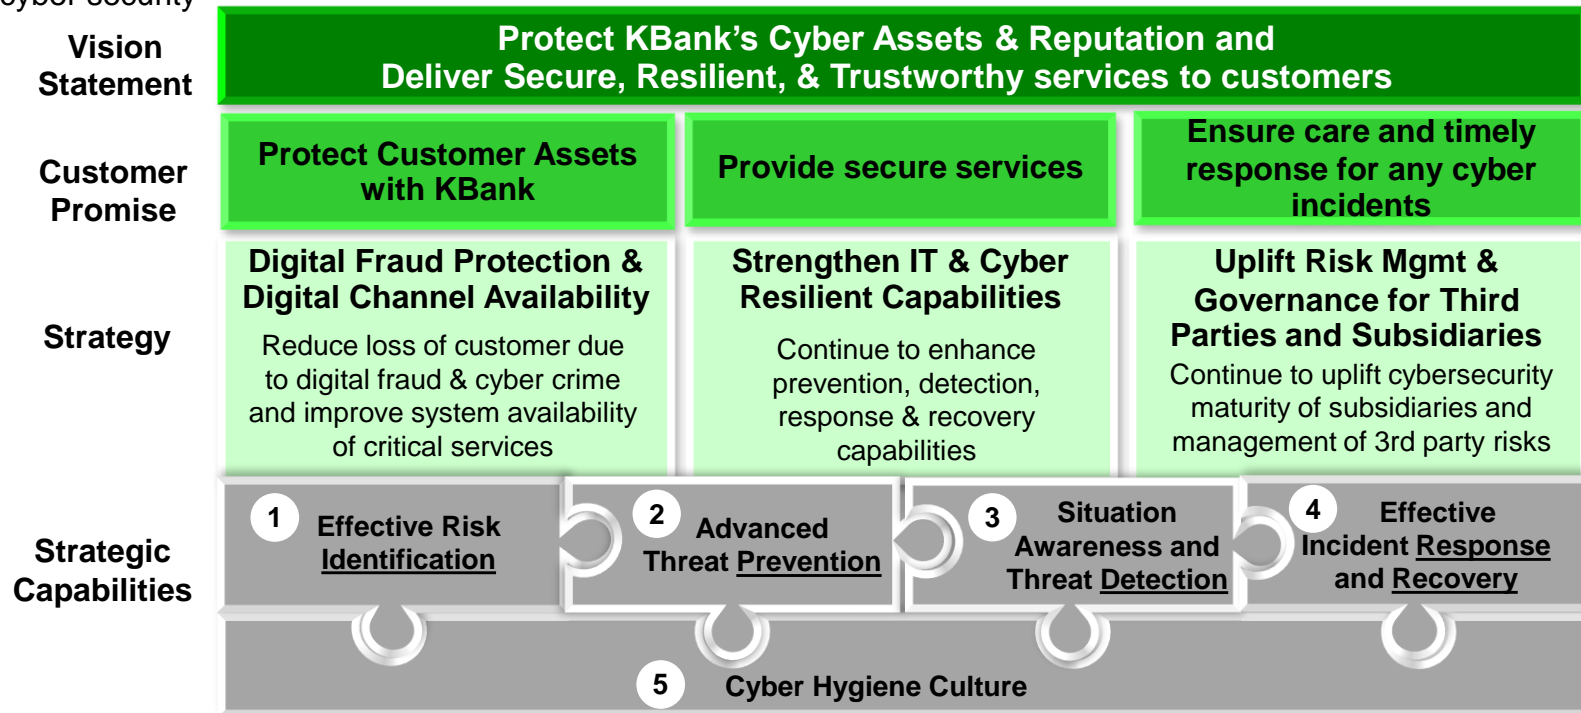 cyber security
Vision
Statement
Protect KBank's Cyber Assets & Reputation and
Deliver Secure, Resilient, & Trustworthy services to customers
Customer
Promise
Protect Customer Assets
with KBank
Provide secure services
Ensure care and timely
response for any cyber
incidents
Strategy
Digital Fraud Protection &
Digital Channel Availability
Reduce loss of customer due
to digital fraud & cyber crime
and improve system availability
of critical services
Strengthen IT & Cyber
Resilient Capabilities
Continue to enhance
prevention, detection,
response & recovery
capabilities
Uplift Risk Mgmt &
Governance for Third
Parties and Subsidiaries
Continue to uplift cybersecurity
maturity of subsidiaries and
management of 3rd party risks
Strategic
Capabilities
1
Effective Risk
Identification
2
Advanced
Threat Prevention
3
Situation
Awareness and
Threat Detection
4
Effective
Incident Response
and Recovery
5
Cyber Hygiene Culture